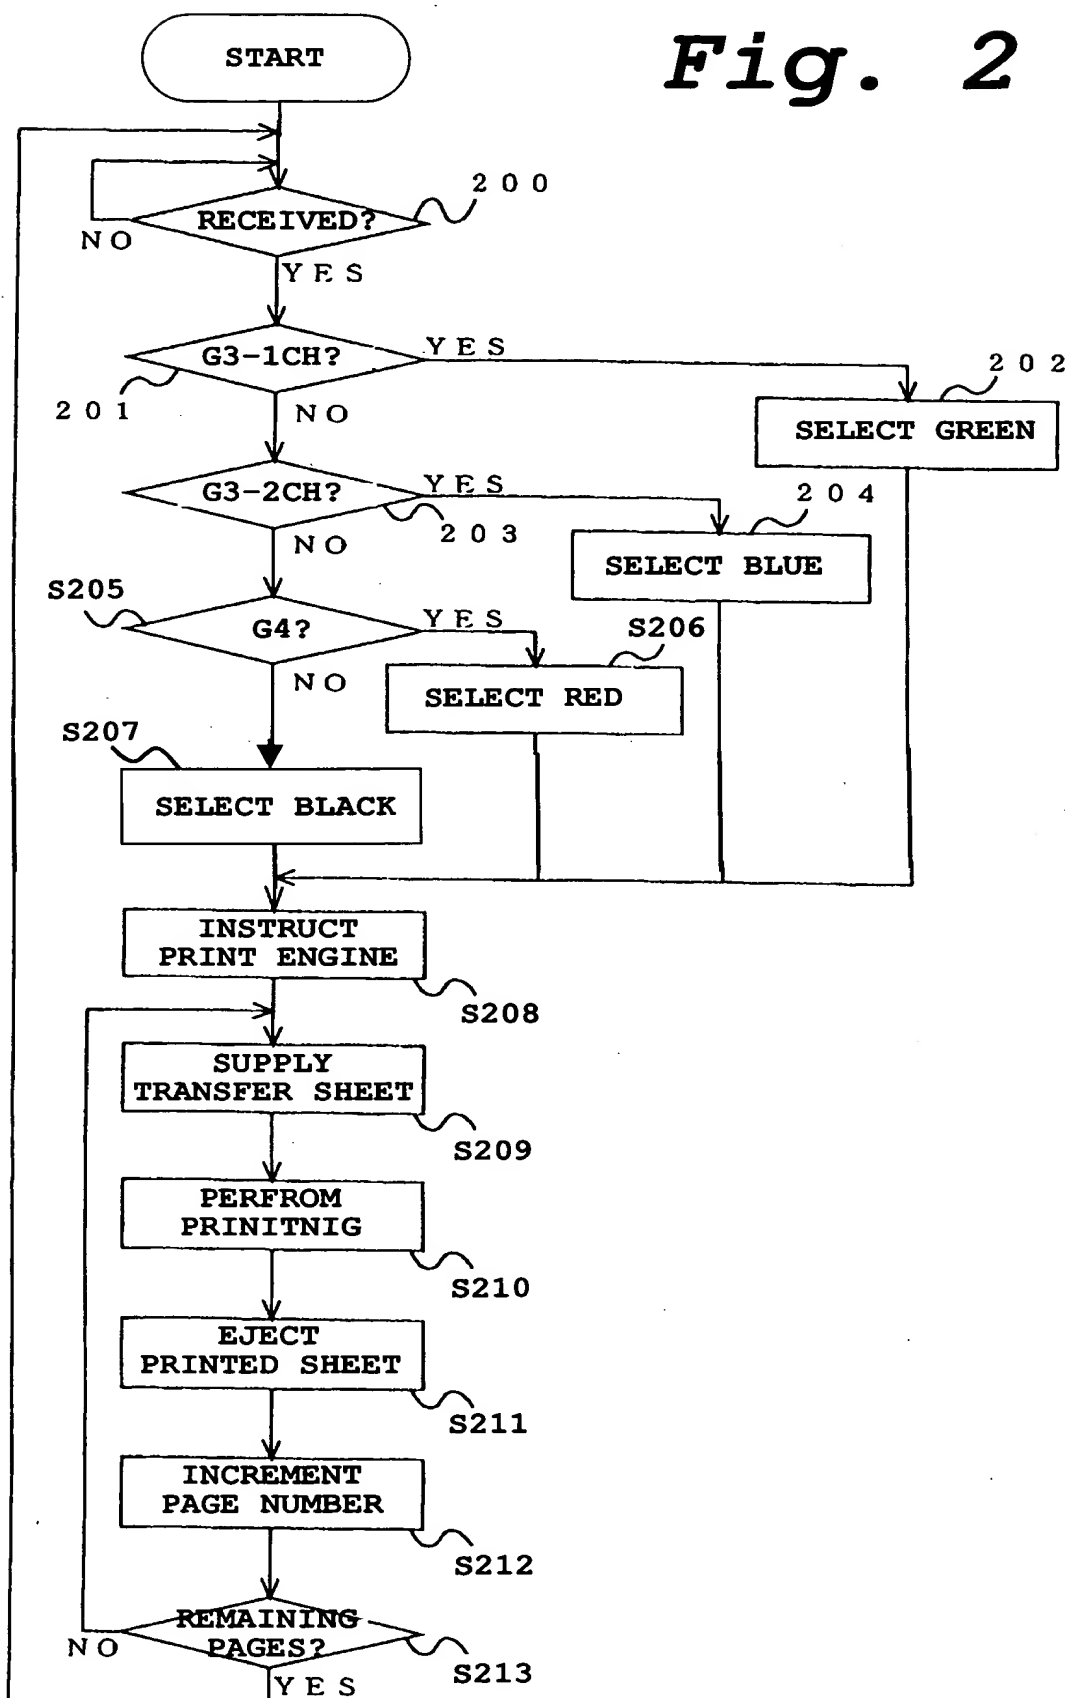 Fig. 2
START
200
RECEIVED?
NO
YES
G3-1CH?
YES
201
NO
202
SELECT GREEN
G3-2CH?
YES
203
NO
204
SELECT BLUE
S205
G4?
YES
NO
S206
SELECT RED
S207
SELECT BLACK
INSTRUCT
PRINT ENGINE
S208
SUPPLY
TRANSFER SHEET
S209
PERFROM
PRINITNIG
S210
EJECT
PRINTED SHEET
S211
INCREMENT
PAGE NUMBER
S212
REMAINING
PAGES?
NO
S213
YES